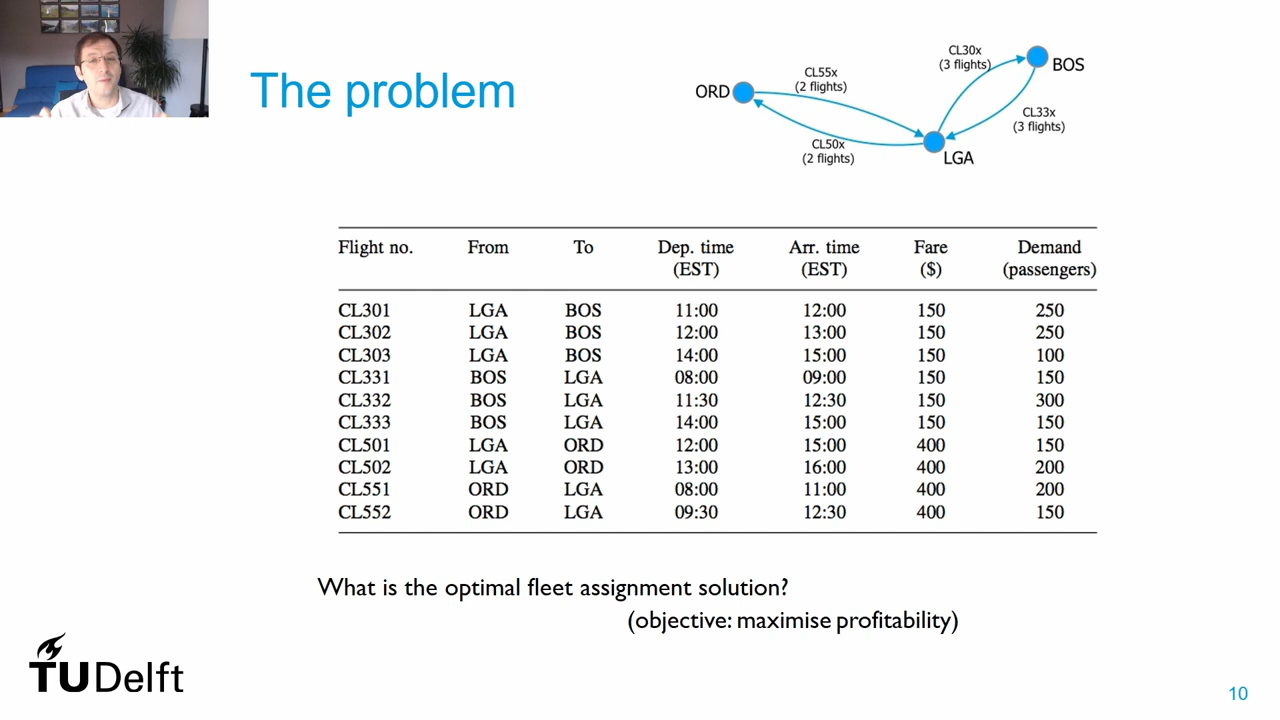 The problem
CL30x
(3 flights)
BOS
CL55x
(2 flights)
ORD
CL33x
(3 flights)
CL50x
(2 flights)
LGA
Flight no. From To Dep. time Arr. time Fare Demand
(EST) (EST) ($) (passengers)
CL301 LGA BOS 11:00 12:00 150 250
CL302 LGA BOS 12:00 13:00 150 250
CL303 LGA BOS 14:00 15:00 150 100
CL331 BOS LGA 08:00 09:00 150 150
CL332 BOS LGA 11:30 12:30 150 300
CL333 BOS LGA 14:00 15:00 150 150
CL501 LGA ORD 12:00 15:00 400 150
CL502 LGA ORD 13:00 16:00 400 200
CL551 ORD LGA 08:00 11:00 400 200
CL552 ORD LGA 09:30 12:30 400 150
What is the optimal fleet assignment solution?
(objective: maximise profitability)
TUDelft
10